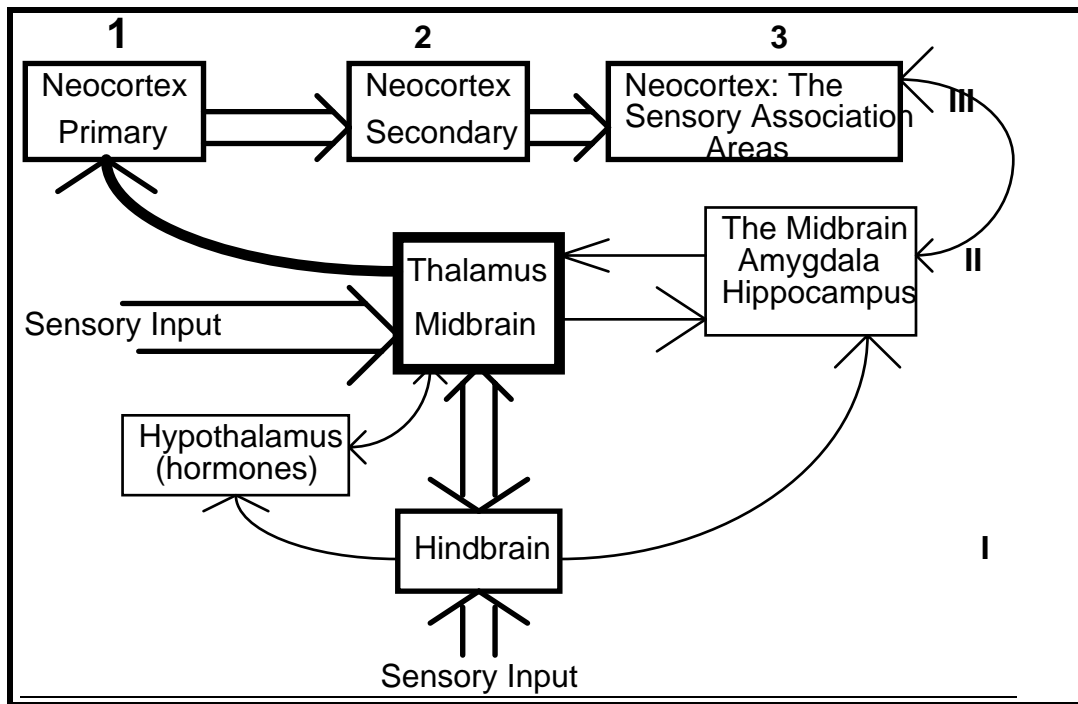 1
2
3
Neocortex
Primary
Neocortex
Secondary
Neocortex: The
Sensory Association
Areas
III
The Midbrain
Amygdala
Hippocampus
II
Thalamus
Midbrain
Sensory Input
Hypothalamus
(hormones)
Hindbrain
I
Sensory Input